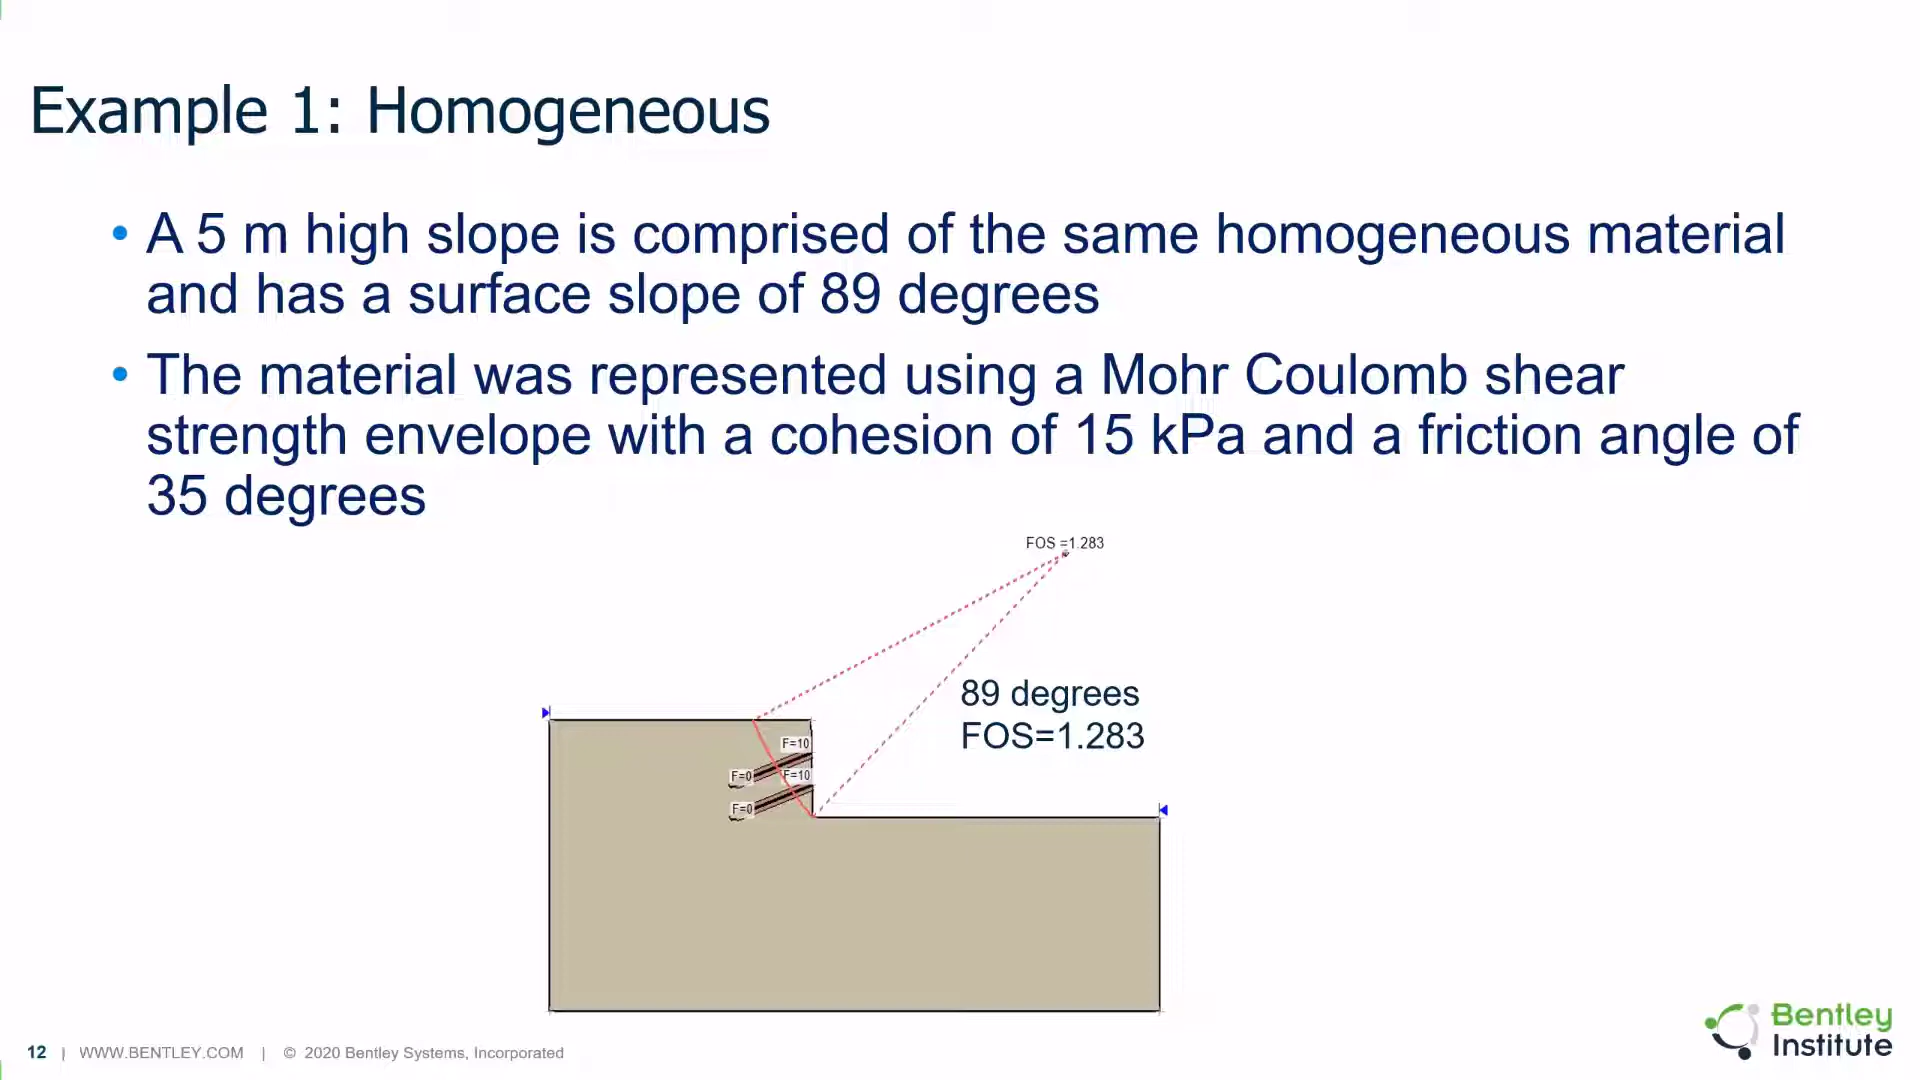 Example 1: Homogeneous
• A 5 m high slope is comprised of the same homogeneous material
and has a surface slope of 89 degrees
• The material was represented using a Mohr Coulomb shear
strength envelope with a cohesion of 15 kPa and a friction angle of
35 degrees
FOS =1.283
89 degrees
FOS=1.283
F=10
F=0
F=10
F=0
Bentley
Institute
12 | WWW.BENTLEY.COM | © 2020 Bentley Systems, Incorporated